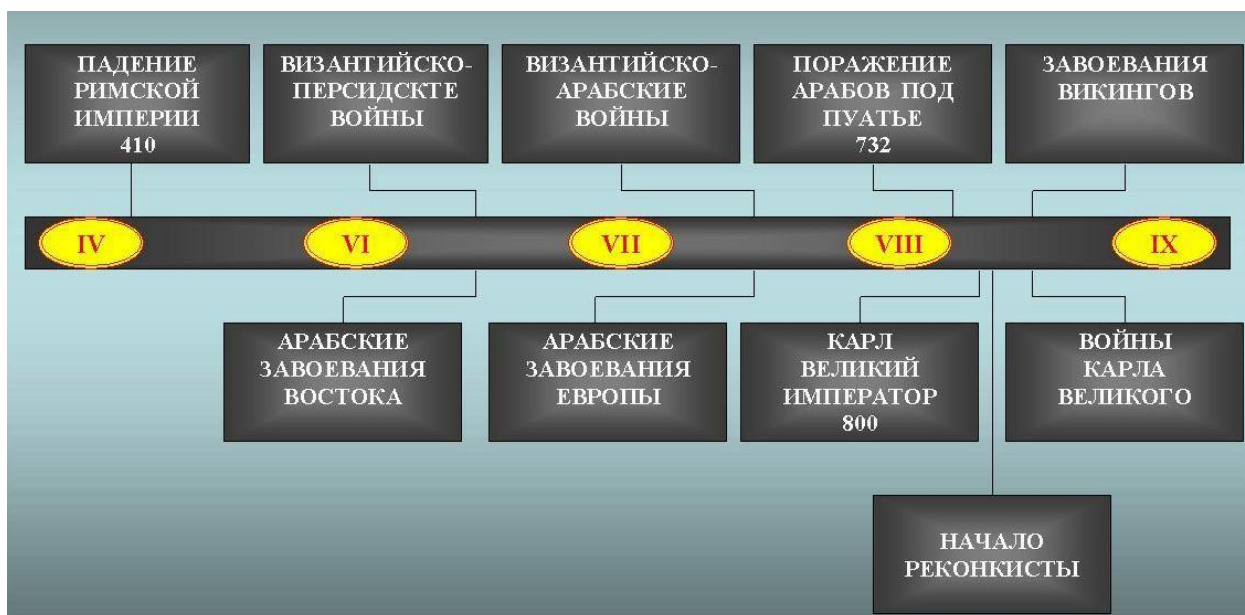 ПАДЕНИЕ
РИМСКОЙ
ИМПЕРИИ
410
ВИЗАНТИЙСКО-
ПЕРСИДСКТЕ
ВОЙНЫ
ВИЗАНТИЙСКО-
АРАБСКИЕ
ВОЙНЫ
ПОРАЖЕНИЕ
АРАБОВ ПОД
ПУАТЬЕ
732
ЗАВОЕВАНИЯ
ВИКИНГОВ
IV
VI
VII
VIII
IX
АРАБСКИЕ
ЗАВОЕВАНИЯ
ВОСТОКА
АРАБСКИЕ
ЗАВОЕВАНИЯ
ЕВРОПЫ
КАРЛ
ВЕЛИКИЙ
ИМПЕРАТОР
800
ВОЙНЫ
КАРЛА
ВЕЛИКОГО
НАЧАЛО
РЕКОНКИСТЫ